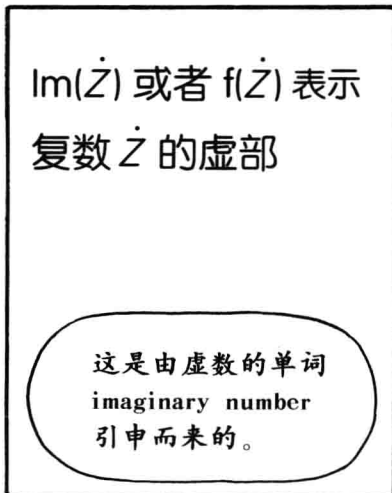 Im(Ż) 或者 f(Ż) 表示
复数 Ż 的虚部
这是由虚数的单词
imaginary number
引申而来的。